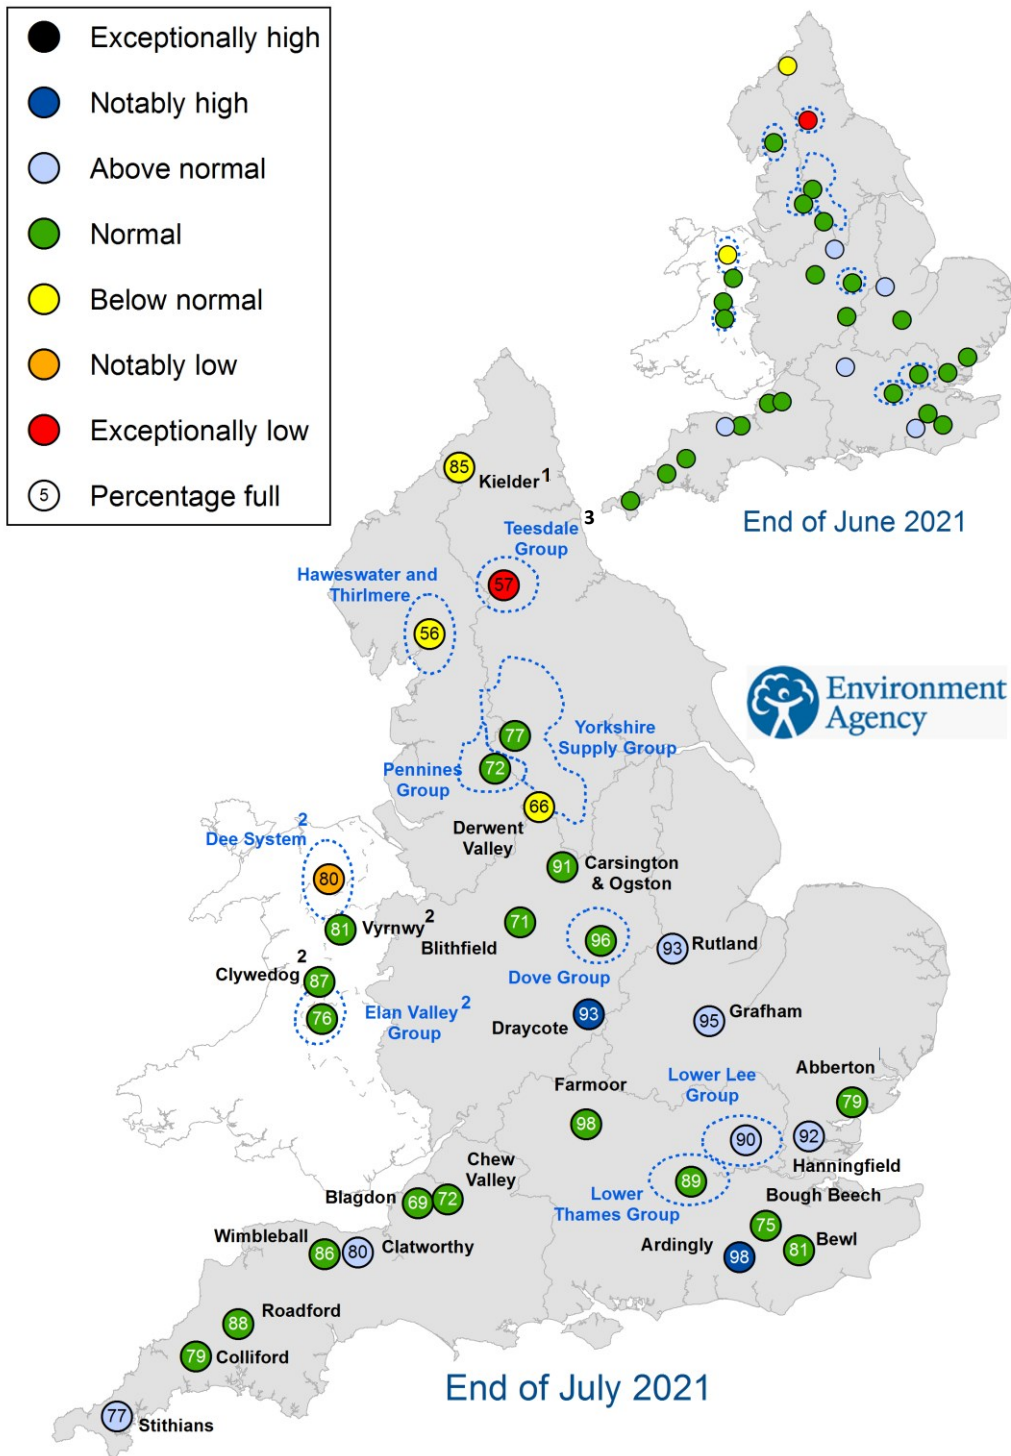 Exceptionally high
Notably high
Above normal
Normal
Below normal
Notably low
Exceptionally low
5 Percentage full
End of June 2021
85
Kielder 1
3
Teesdale
Group
57
Haweswater and
Thirlmere
56
Environment
Agency
77
Yorkshire
Supply Group
Pennines
Group
72
66
Derwent
Valley
2
Dee System
80
91
Carsington
& Ogston
81
Vyrnwy 2
71
Blithfield
96
Dove Group
93
Rutland
Clywedog 2
87
76
Elan Valley 2
Group
93
Draycote
95
Grafham
Abberton
79
Farmoor
98
Lower Lee
Group
90
92
Hanningfield
Chew
Valley
Blagdon
69
72
89
Lower
Thames Group
Bough Beech
75
Wimbleball
86
80
Clatworthy
Ardingly
98
81
Bewl
Roadford
88
79
Colliford
77
Stithians
End of July 2021